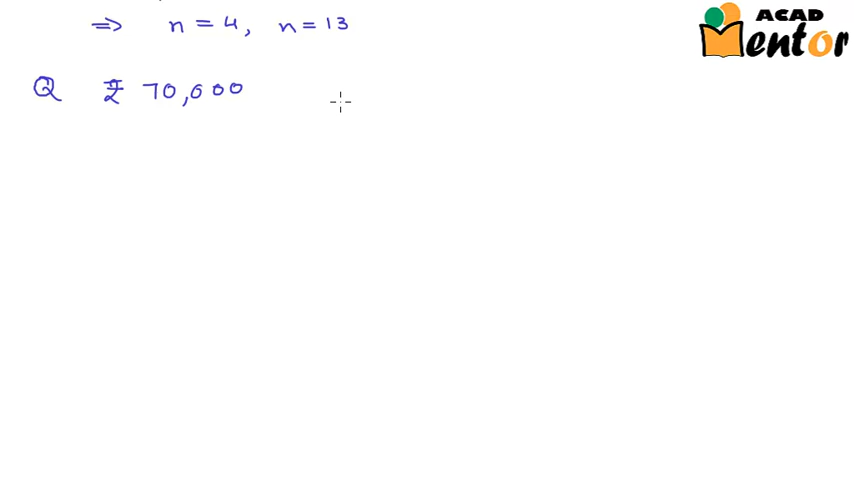 ⇒ n = 4, n = 13
ACAD
mentor
Q ₹ 70,000